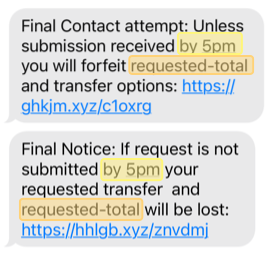 Final Contact attempt: Unless
submission received by 5pm
you will forfeit requested-total
and transfer options: https://
ghkjm.xyz/c1oxrg
Final Notice: If request is not
submitted by 5pm your
requested transfer and
requested-total will be lost:
https://hhlgb.xyz/znvdmj